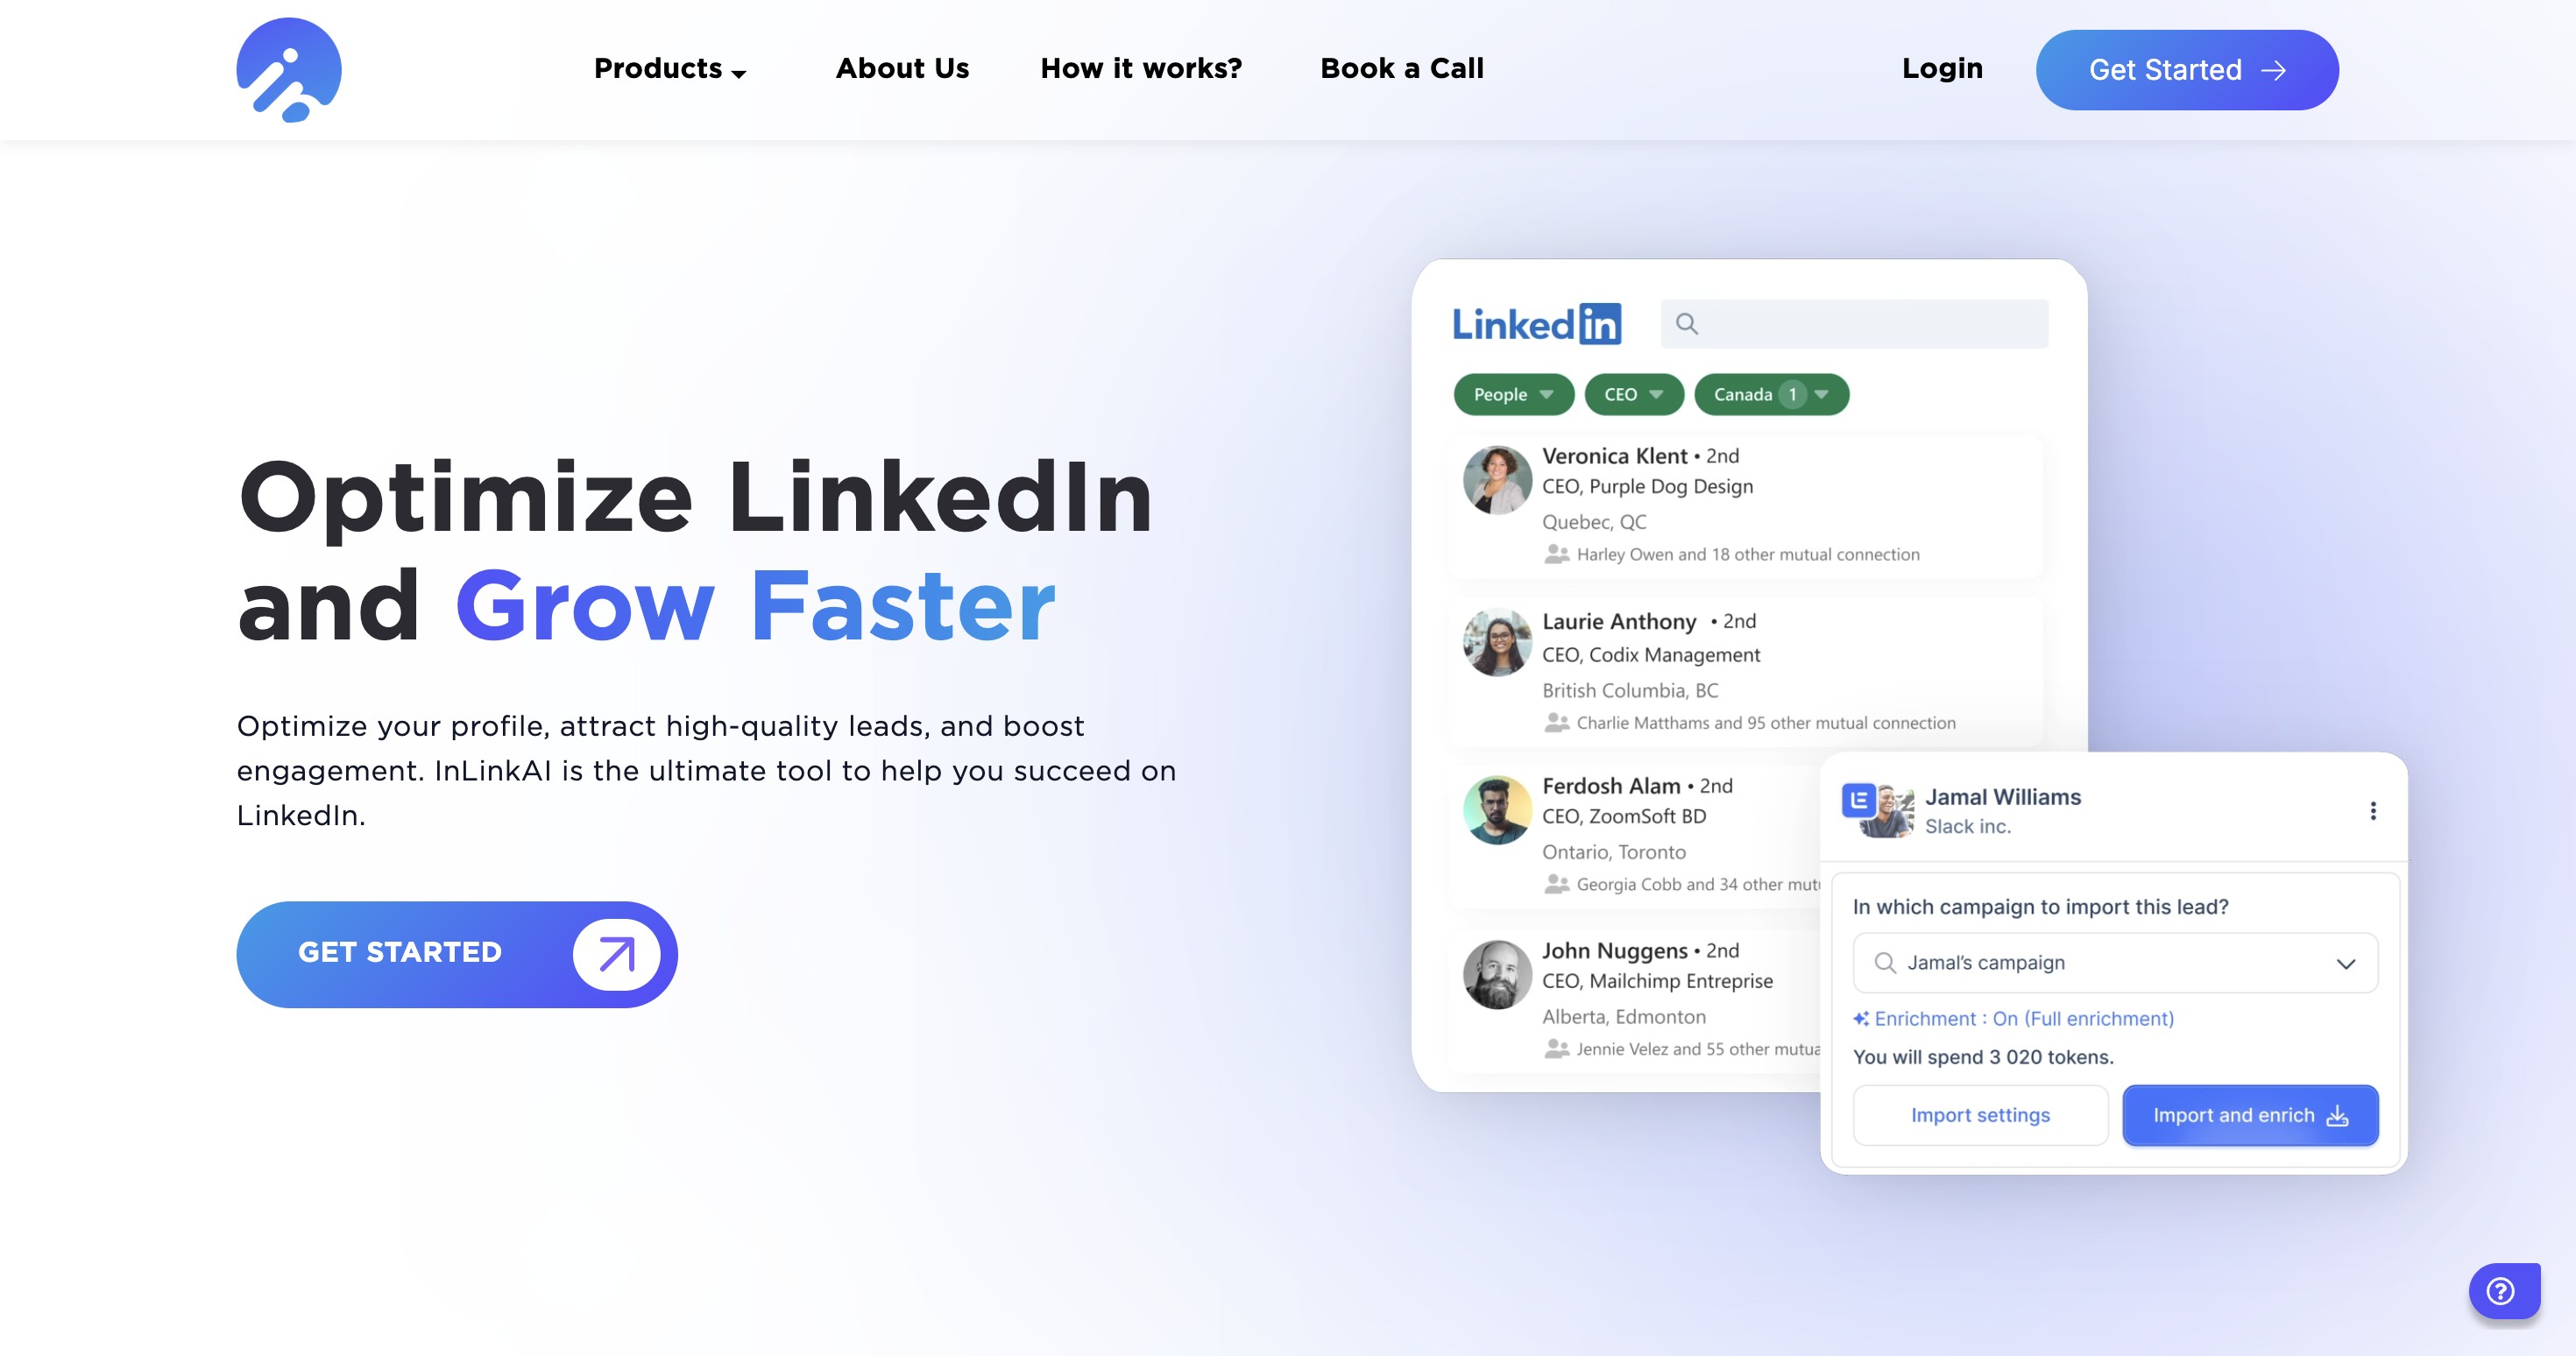 Products
About Us
How it works?
Book a Call
Login
Get Started
Optimize LinkedIn
and Grow Faster
Optimize your profile, attract high-quality leads, and boost
engagement. InLinkAI is the ultimate tool to help you succeed on
LinkedIn.
GET STARTED
Linkedin
People
CEO
Canada 1
Veronica Klent • 2nd
CEO, Purple Dog Design
Quebec, QC
Harley Owen and 18 other mutual connection
Laurie Anthony • 2nd
CEO, Codix Management
British Columbia, BC
Charlie Matthams and 95 other mutual connection
Ferdosh Alam • 2nd
CEO, ZoomSoft BD
Ontario, Toronto
Georgia Cobb and 34 other mutu
John Nuggens • 2nd
CEO, Mailchimp Entreprise
Alberta, Edmonton
Jennie Velez and 55 other mutua
Jamal Williams
Slack inc.
In which campaign to import this lead?
Jamal's campaign
Enrichment : On (Full enrichment)
You will spend 3 020 tokens.
Import settings
Import and enrich